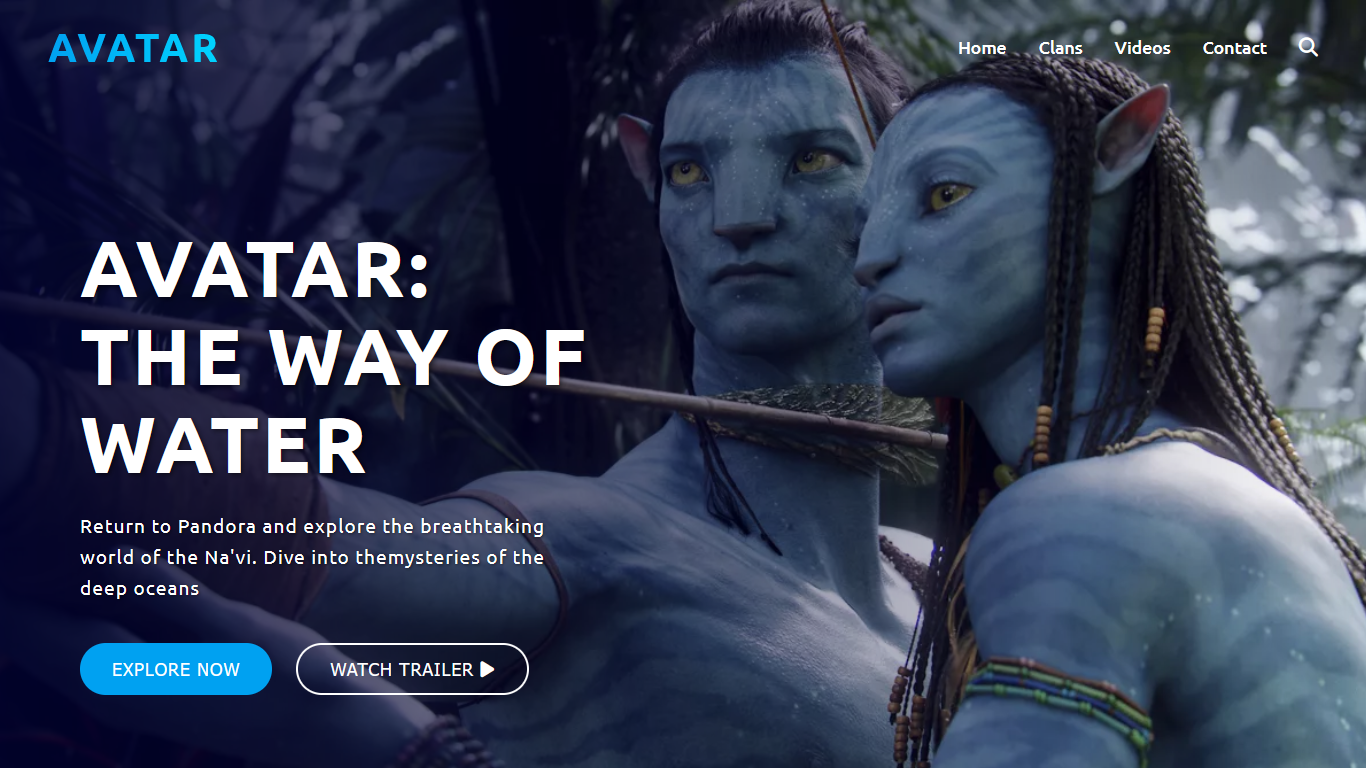 AVATAR
Home Clans Videos Contact
AVATAR:
THE WAY OF
WATER
Return to Pandora and explore the breathtaking
world of the Na'vi. Dive into themysteries of the
deep oceans
EXPLORE NOW WATCH TRAILER